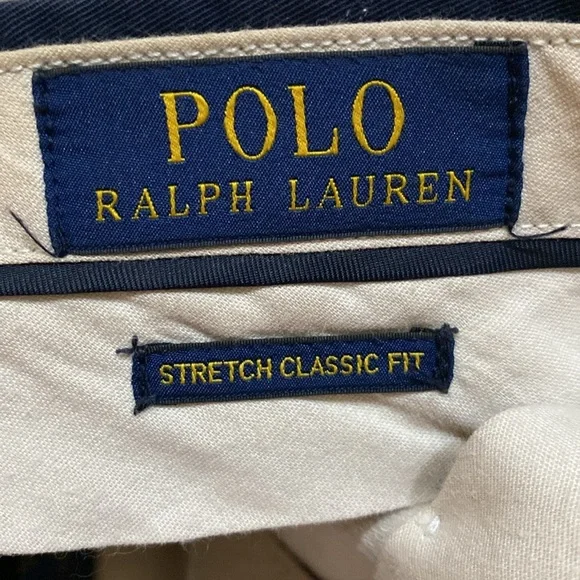 POLO
RALPH LAUREN
STRETCH CLASSIC FIT